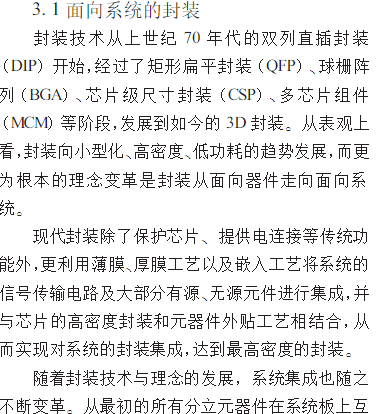 3. 1 面向系统的封装
封装技术从上世纪 70 年代的双列直插封装
（DIP）开始,经过了矩形扁平封装（QFP）、球栅阵
列（BGA）、芯片级尺寸封装（CSP）、多芯片组件
（MCM）等阶段,发展到如今的 3D 封装。从表观上
看,封装向小型化、高密度、低功耗的趋势发展,而更
为根本的理念变革是封装从面向器件走向面向系
统。
现代封装除了保护芯片、提供电连接等传统功
能外,更利用薄膜、厚膜工艺以及嵌入工艺将系统的
信号传输电路及大部分有源、无源元件进行集成,并
与芯片的高密度封装和元器件外贴工艺相结合,从
而实现对系统的封装集成,达到最高密度的封装。
随着封装技术与理念的发展，系统集成也随之
不断变革。从最初的所有分立元器件在系统板上互